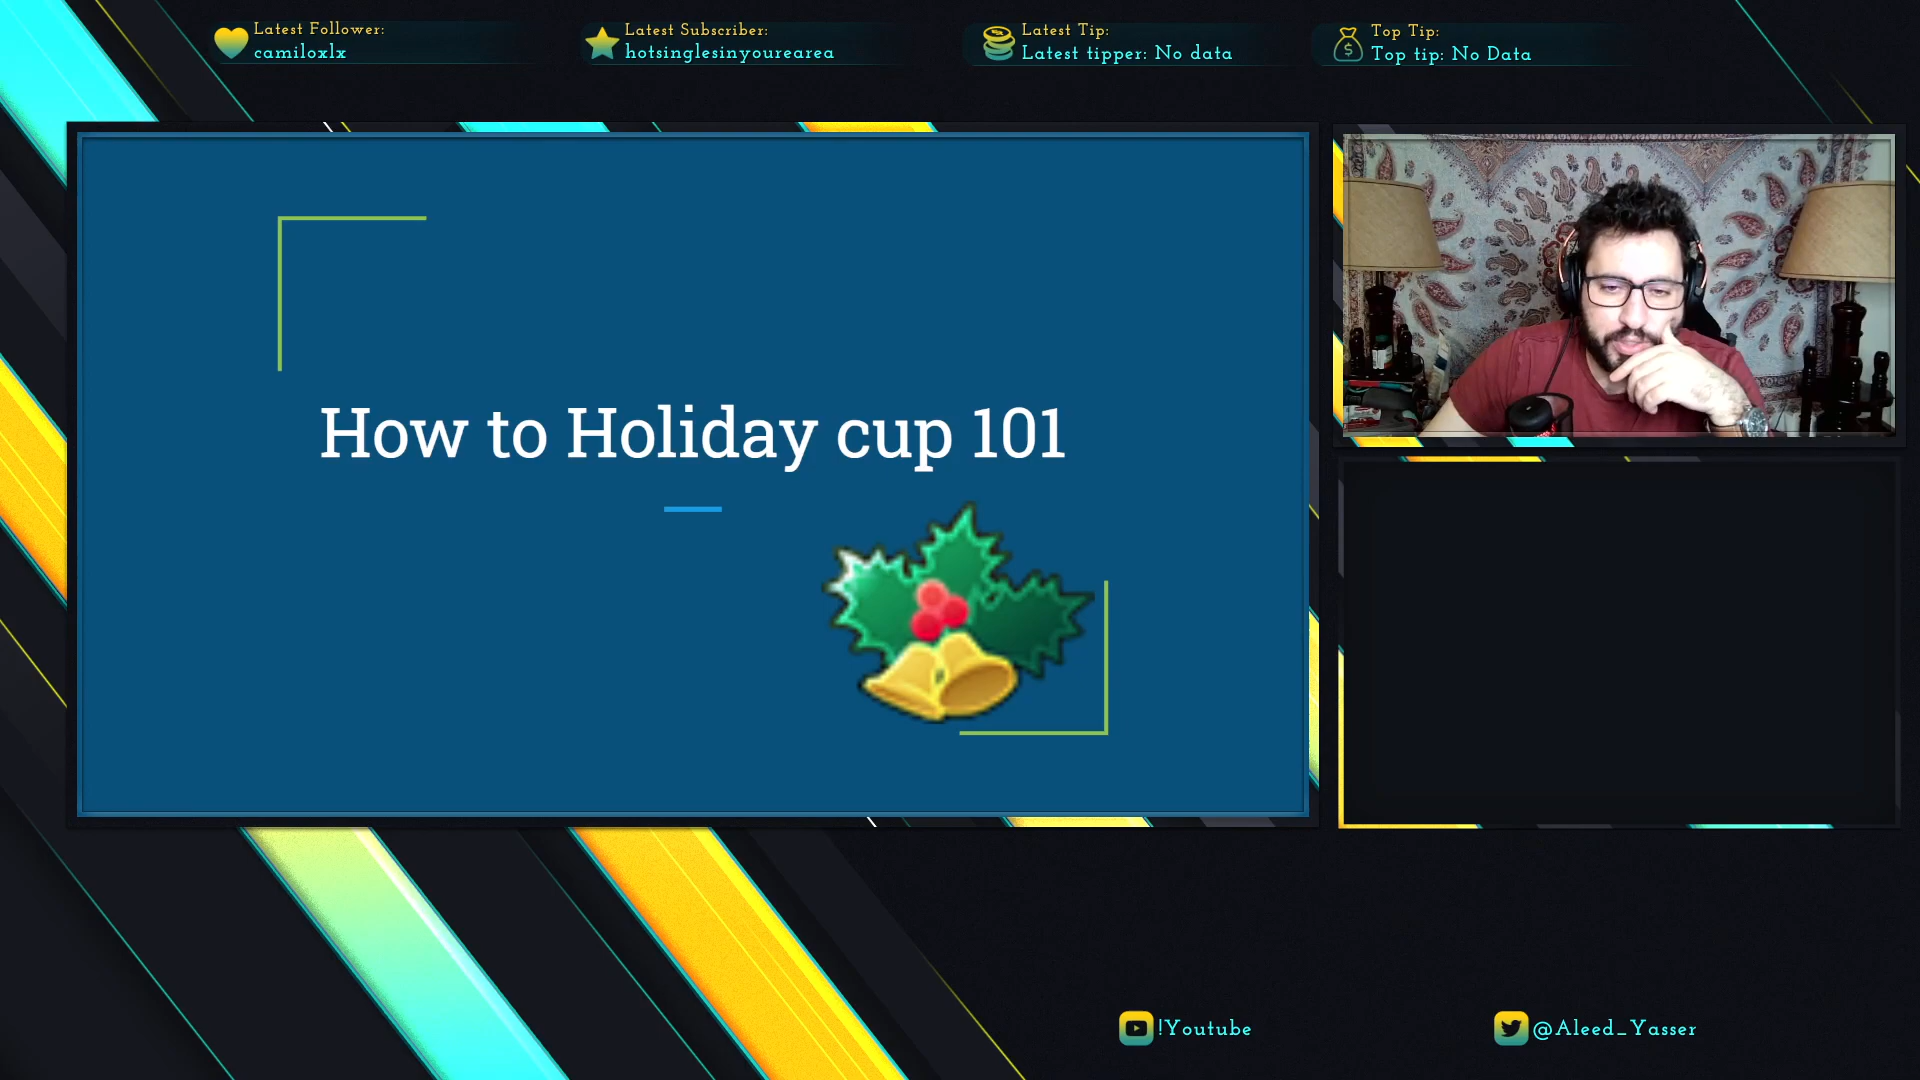 Latest Follower:
camiloxlx
Latest Subscriber:
hotsinglesinyourearea
Latest Tip:
Latest tipper: No data
Top Tip:
Top tip: No Data
How to Holiday cup 101
!Youtube
@Aleed_Yasser